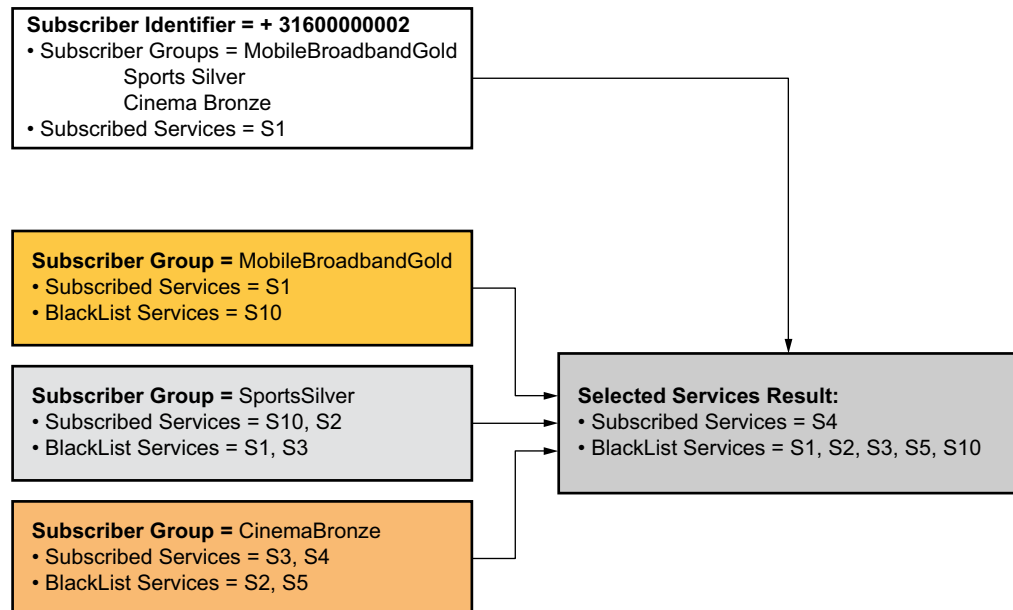 Subscriber Identifier = + 31600000002
• Subscriber Groups = MobileBroadbandGold
Sports Silver
Cinema Bronze
• Subscribed Services = S1
Subscriber Group = MobileBroadbandGold
• Subscribed Services = S1
• BlackList Services = S10
Subscriber Group = SportsSilver
• Subscribed Services = S10, S2
• BlackList Services = S1, S3
Subscriber Group = CinemaBronze
• Subscribed Services = S3, S4
• BlackList Services = S2, S5
Selected Services Result:
• Subscribed Services = S4
• BlackList Services = S1, S2, S3, S5, S10